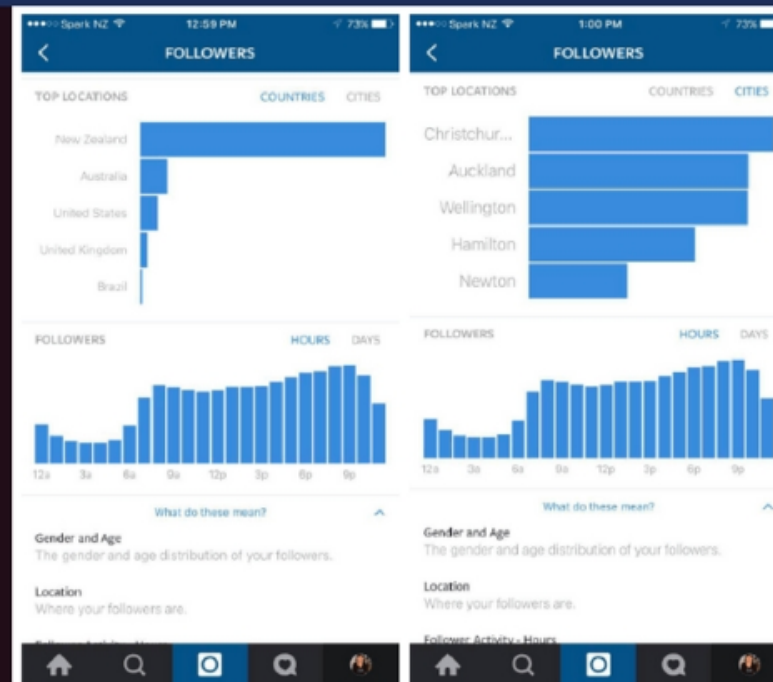 ●●●○○ Spark NZ 12:59 PM 73%
FOLLOWERS
TOP LOCATIONS COUNTRIES CITIES
New Zealand
Australia
United States
United Kingdom
Brazil
FOLLOWERS HOURS DAYS
12a 3a 6a 9a 12p 3p 6p 9p
What do these mean?
Gender and Age
The gender and age distribution of your followers.
Location
Where your followers are.
●●●○○ Spark NZ 1:00 PM 73%
FOLLOWERS
TOP LOCATIONS COUNTRIES CITIES
Christchur...
Auckland
Wellington
Hamilton
Newton
FOLLOWERS HOURS DAYS
12a 3a 6a 9a 12p 3p 6p 9p
What do these mean?
Gender and Age
The gender and age distribution of your followers.
Location
Where your followers are.
Follower Activity - Hours